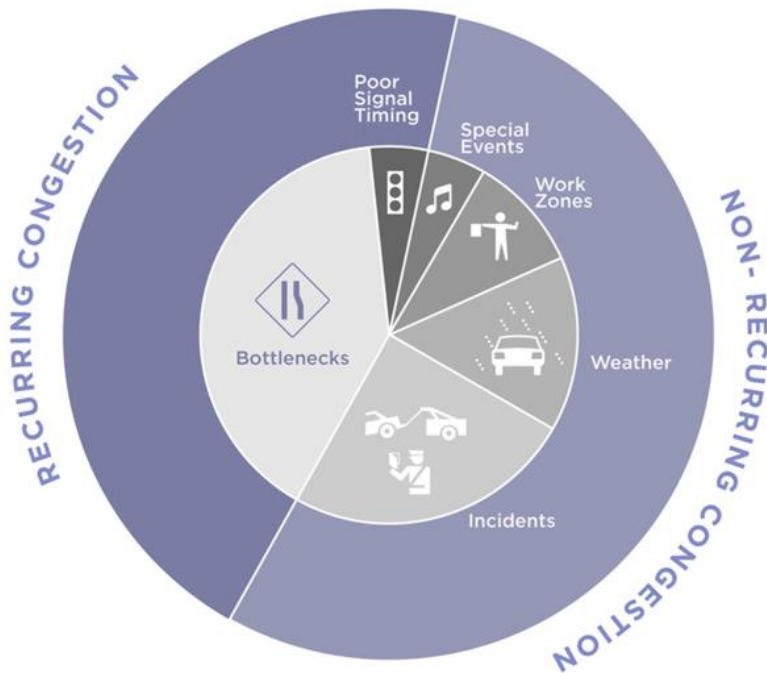 RECURRING CONGESTION
NON- RECURRING CONGESTION
Poor
Signal
Timing
Special
Events
Work
Zones
Weather
Incidents
Bottlenecks